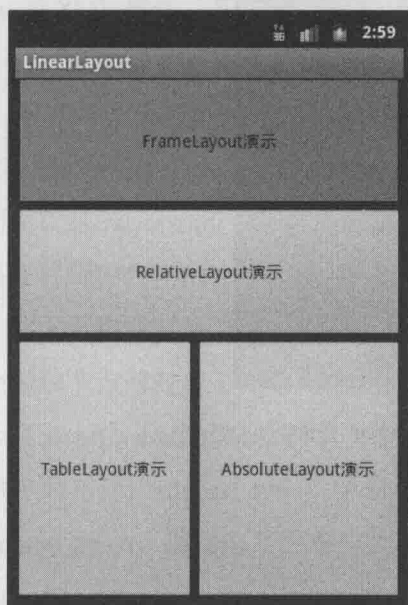 3G 2:59
LinearLayout
FrameLayout演示
RelativeLayout演示
TableLayout演示 AbsoluteLayout演示